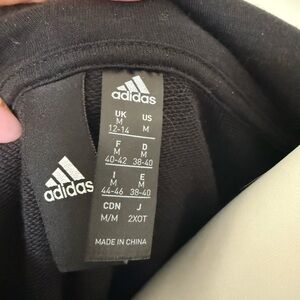 adidas
adidas
UK US
M M
12-14 M
F D
M M
40-42 38-40
I E
M M
44-46 38-40
CDN J
M/M 2XOT
MADE IN CHINA